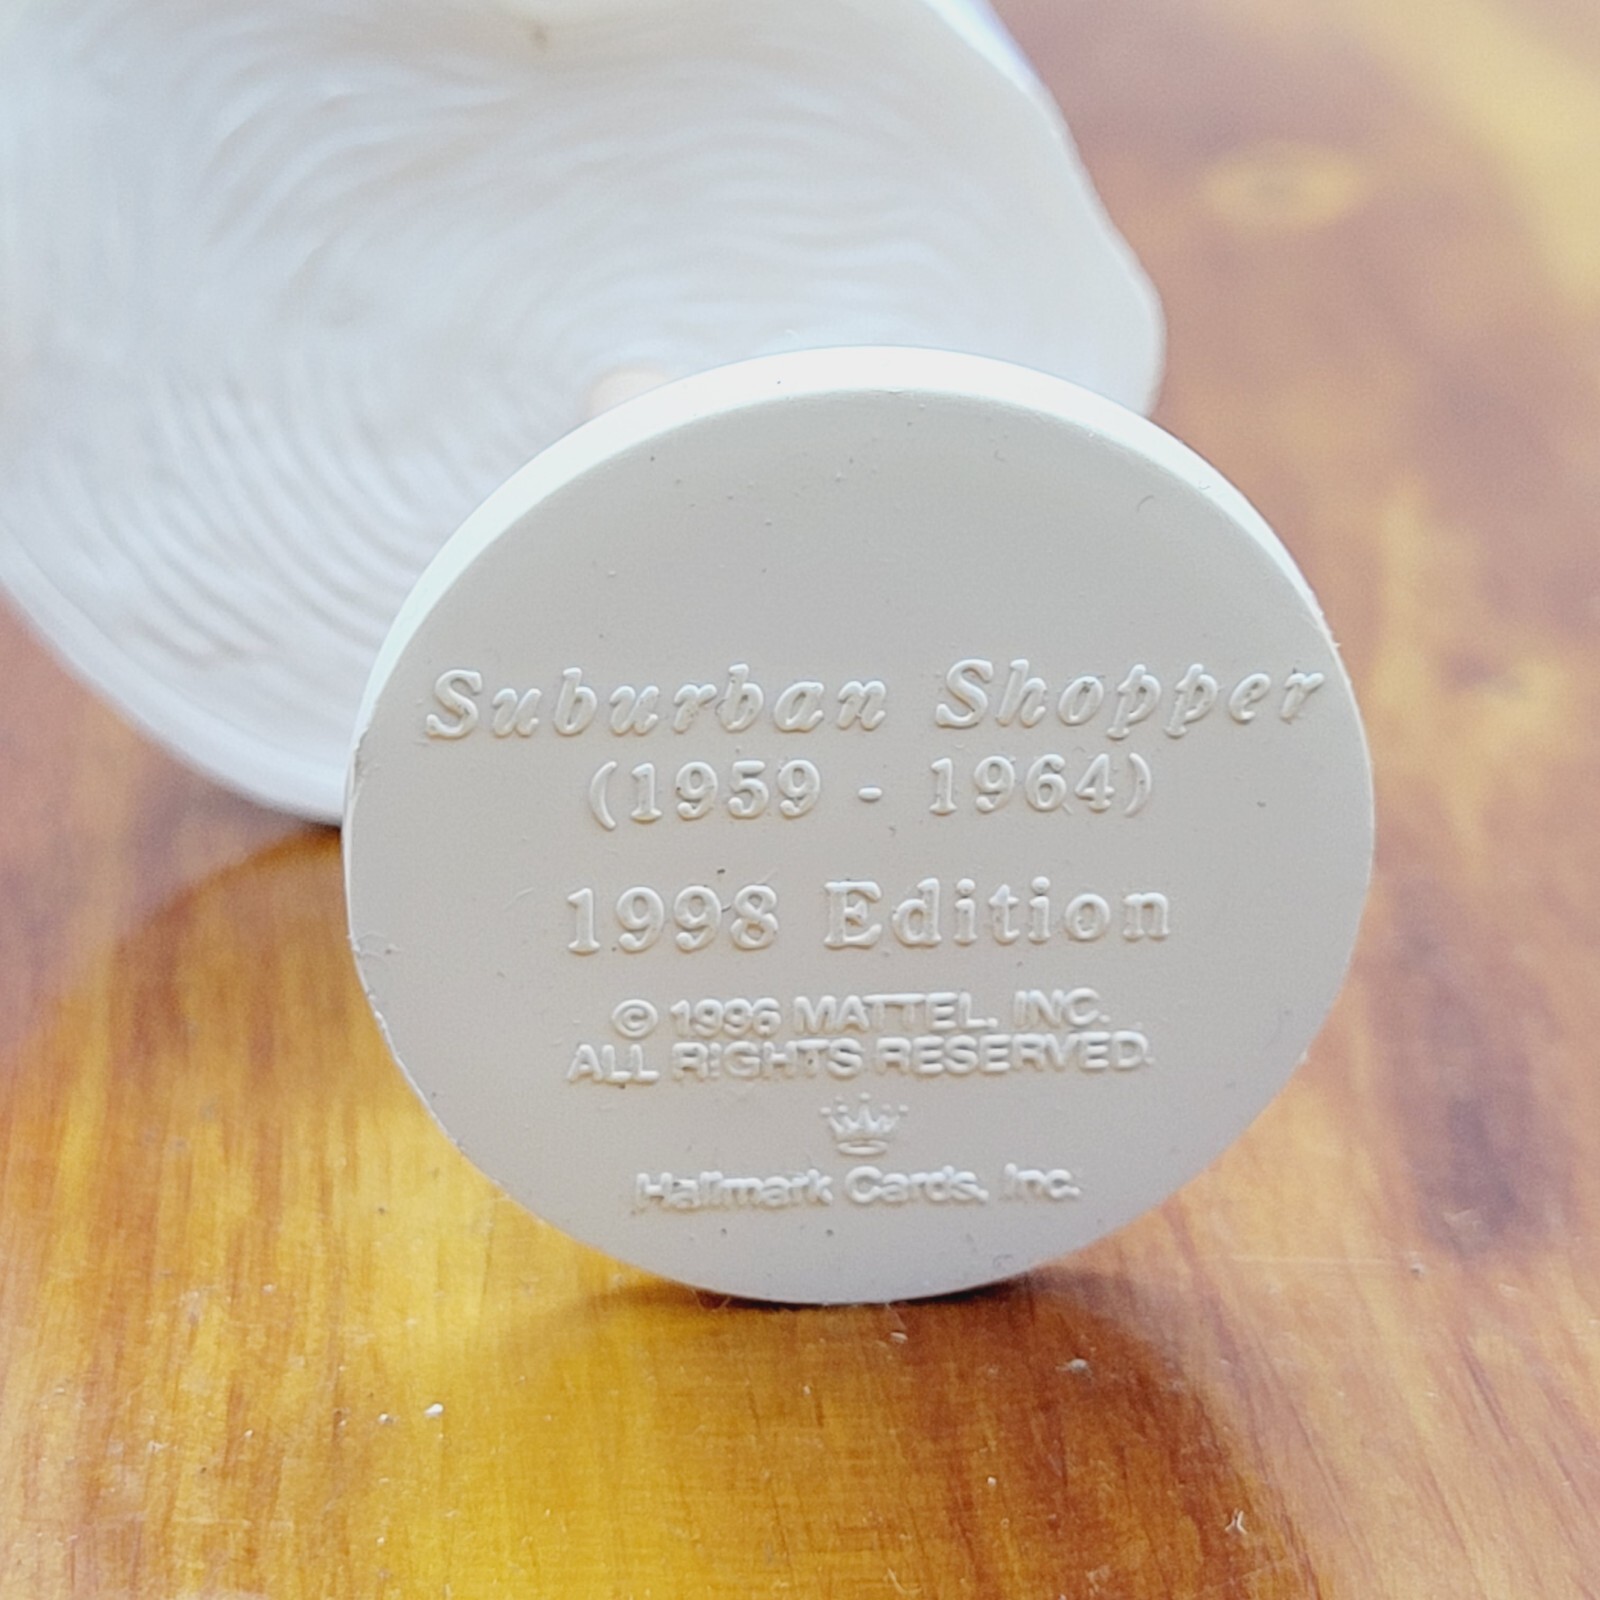 Suburban Shopper
(1959 - 1964)
1998 Edition
© 1996 MATTEL, INC.
ALL RIGHTS RESERVED.
Hallmark Cards, Inc.